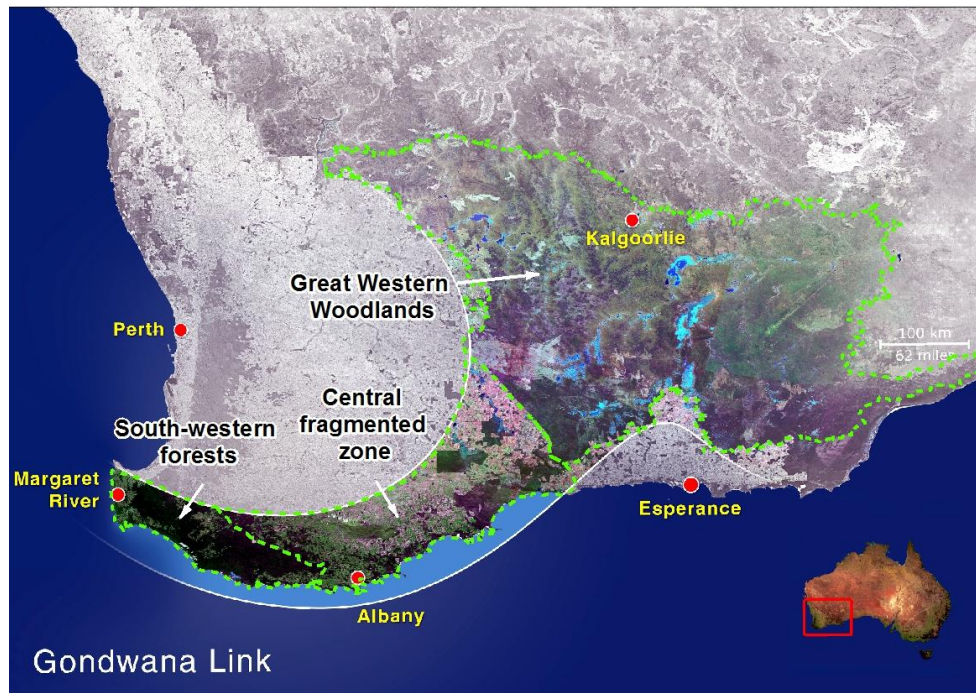 Kalgoorlie
Great Western
Woodlands
100 km
62 miles
Perth
Central
fragmented
zone
South-western
forests
Margaret
River
Esperance
Albany
Gondwana Link